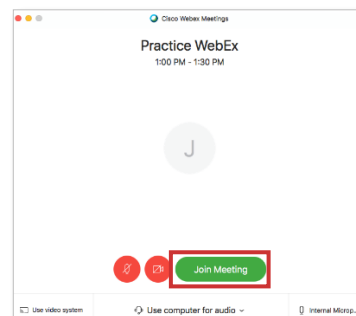 Cisco Webex Meetings
Practice WebEx
1:00 PM - 1:30 PM
J
Join Meeting
Use video system
Use computer for audio
Internal Microp